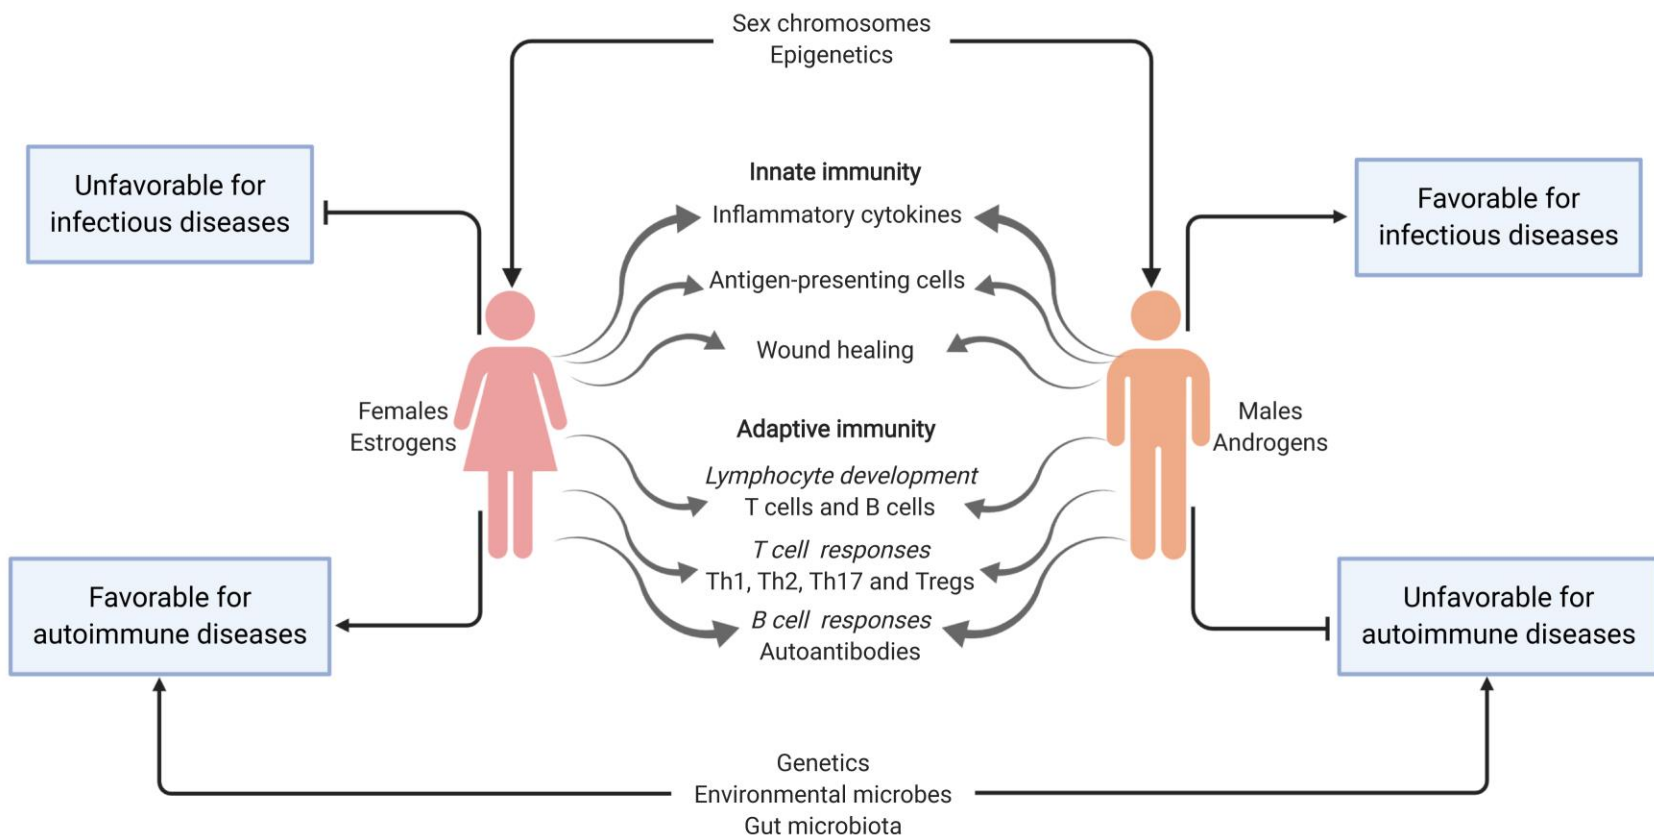 Sex chromosomes
Epigenetics
Unfavorable for
infectious diseases
Innate immunity
Inflammatory cytokines
Antigen-presenting cells
Wound healing
Favorable for
infectious diseases
Females
Estrogens
Adaptive immunity
Lymphocyte development
T cells and B cells
T cell responses
Th1, Th2, Th17 and Tregs
B cell responses
Autoantibodies
Males
Androgens
Favorable for
autoimmune diseases
Unfavorable for
autoimmune diseases
Genetics
Environmental microbes
Gut microbiota